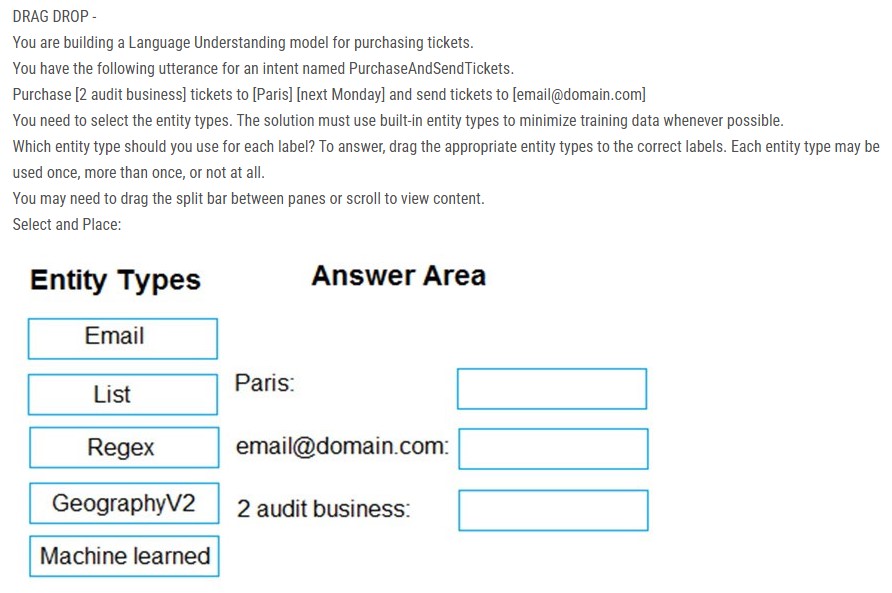 DRAG DROP -
You are building a Language Understanding model for purchasing tickets.
You have the following utterance for an intent named PurchaseAndSendTickets.
Purchase [2 audit business] tickets to [Paris] [next Monday] and send tickets to [email@domain.com]
You need to select the entity types. The solution must use built-in entity types to minimize training data whenever possible.
Which entity type should you use for each label? To answer, drag the appropriate entity types to the correct labels. Each entity type may be
used once, more than once, or not at all.
You may need to drag the split bar between panes or scroll to view content.
Select and Place:
Entity Types
Answer Area
Email
List
Regex
GeographyV2
Machine learned
Paris:
email@domain.com:
2 audit business: